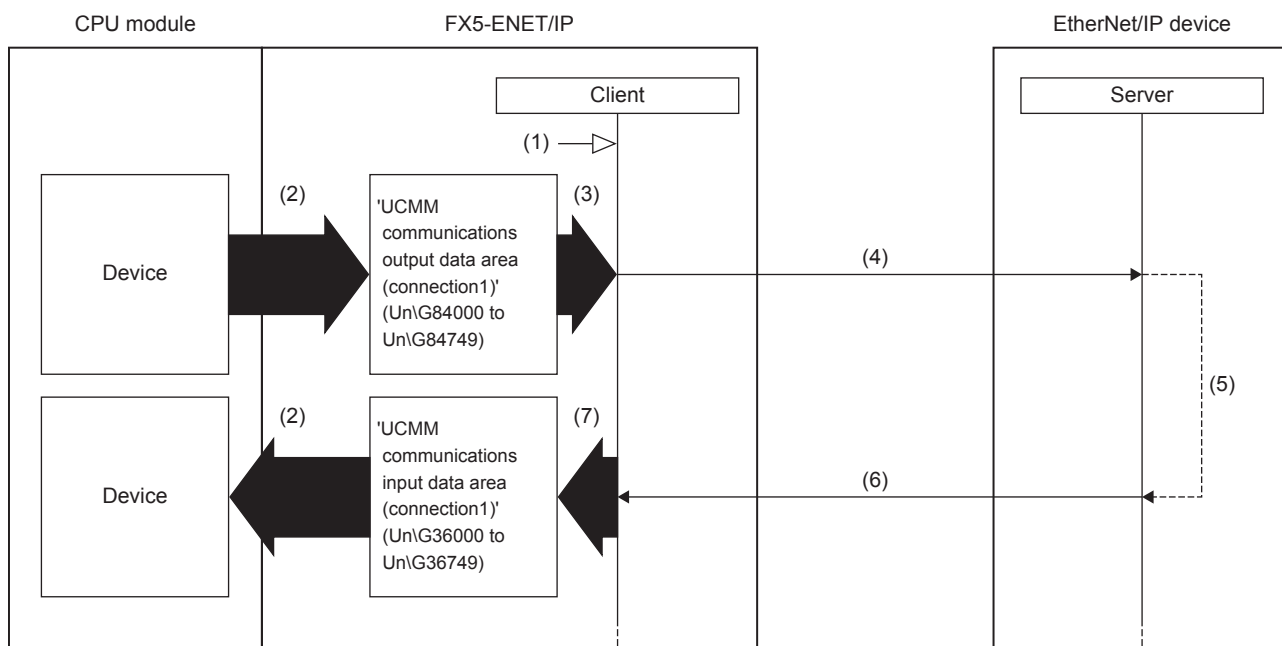 CPU module
FX5-ENET/IP
EtherNet/IP device
Client
Server
(1)
(2)
(3)
Device
'UCMM
communications
output data area
(connection1)'
(Un\G84000 to
Un\G84749)
(4)
(5)
(2)
(7)
Device
'UCMM
communications
input data area
(connection1)'
(Un\G36000 to
Un\G36749)
(6)